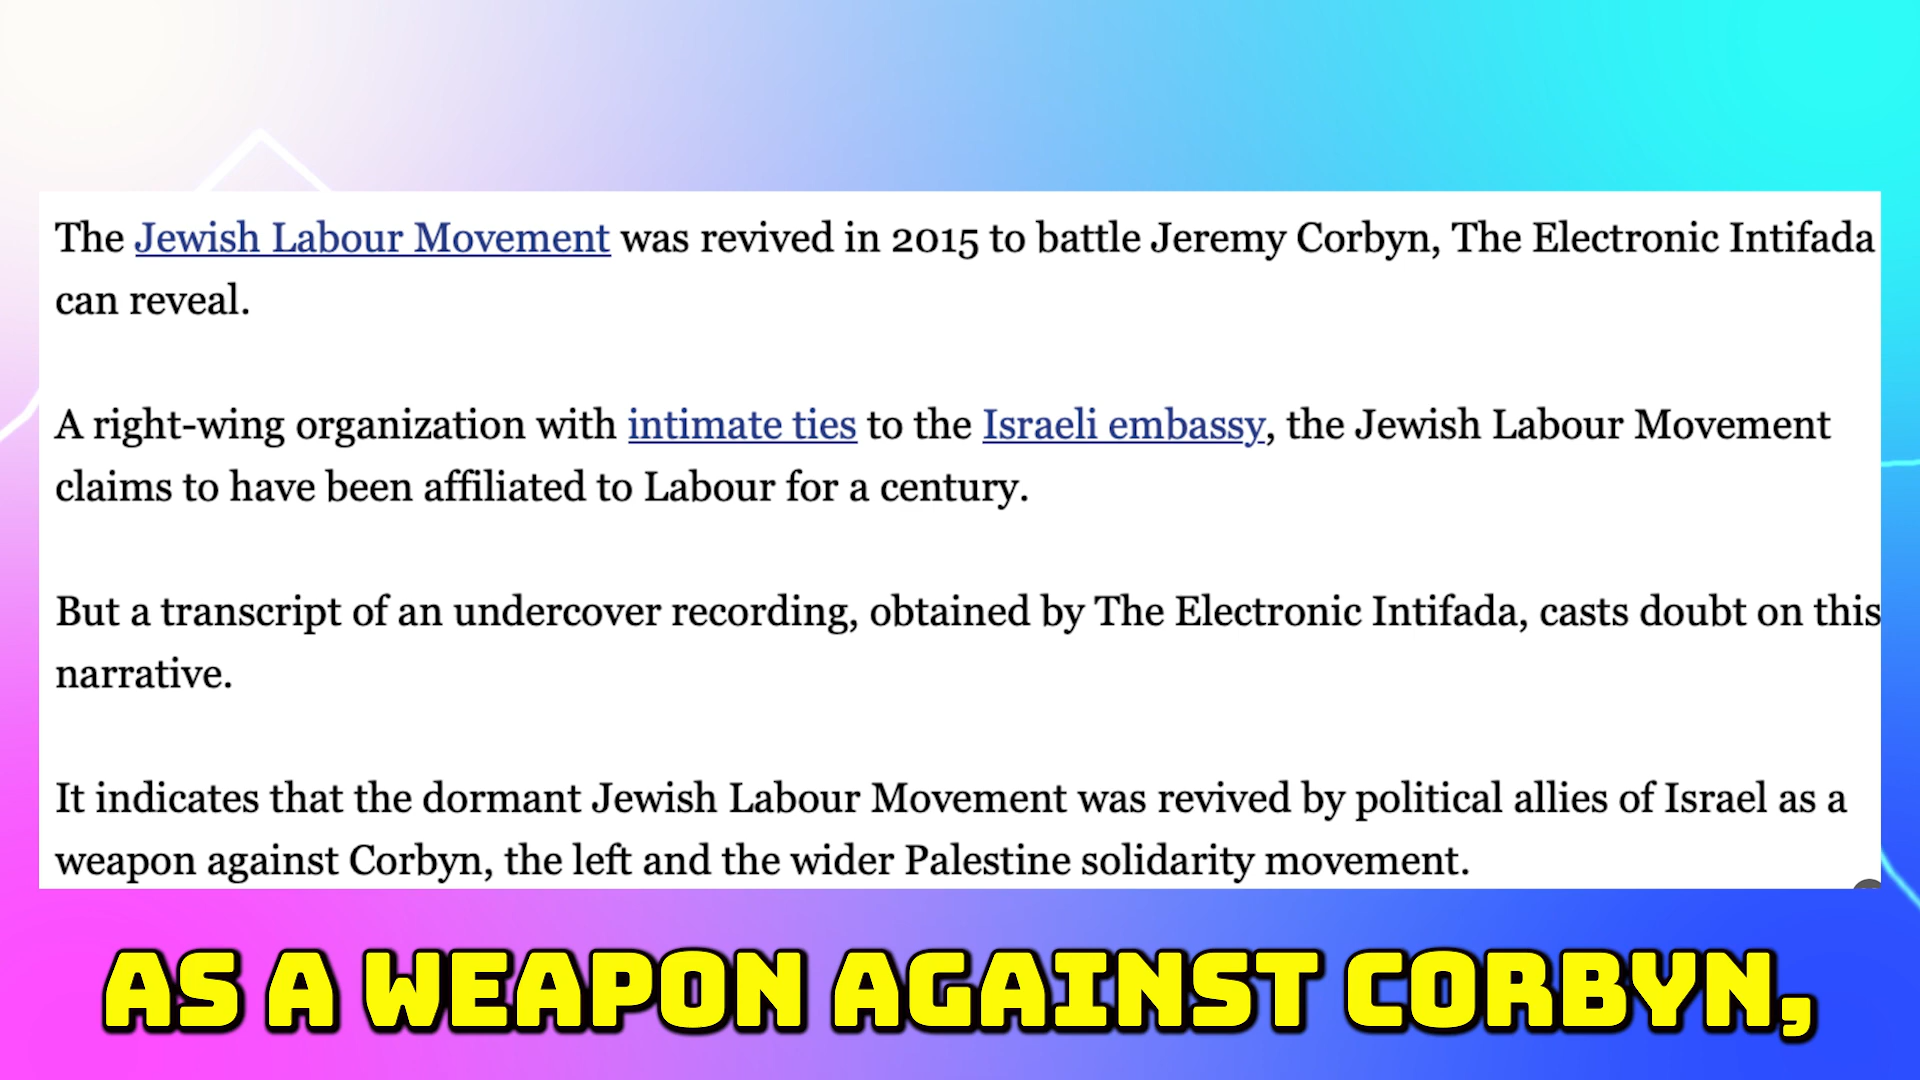 The Jewish Labour Movement was revived in 2015 to battle Jeremy Corbyn, The Electronic Intifada
can reveal.
A right-wing organization with intimate ties to the Israeli embassy, the Jewish Labour Movement
claims to have been affiliated to Labour for a century.
But a transcript of an undercover recording, obtained by The Electronic Intifada, casts doubt on this
narrative.
It indicates that the dormant Jewish Labour Movement was revived by political allies of Israel as a
weapon against Corbyn, the left and the wider Palestine solidarity movement.
AS A WEAPON AGAINST CORBYN,